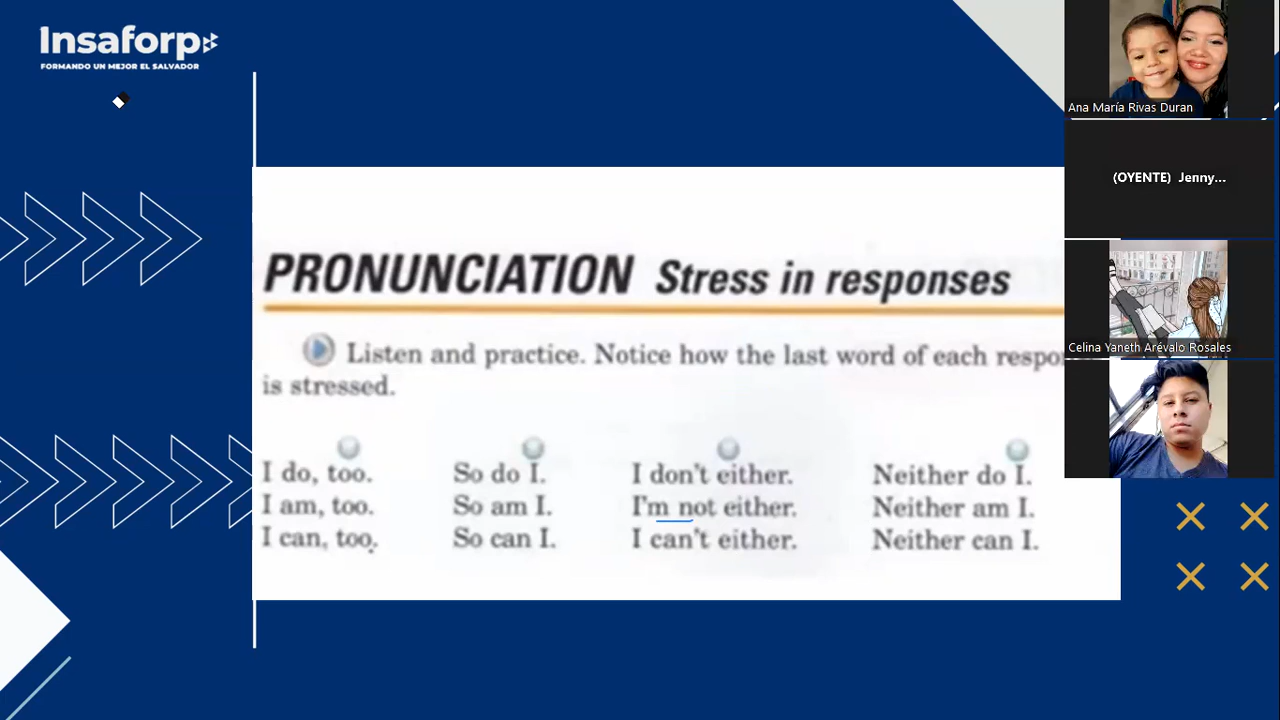 Insaforp
FORMANDO UN MEJOR EL SALVADOR
PRONUNCIATION Stress in responses
Listen and practice. Notice how the last word of each respo
is stressed.
I do, too. So do I. I don't either. Neither do I.
I am, too. So am I. I'm not either. Neither am I.
I can, too. So can I. I can't either. Neither can I.
Ana María Rivas Duran
(OYENTE) Jenny...
Celina Yaneth Arévalo Rosales